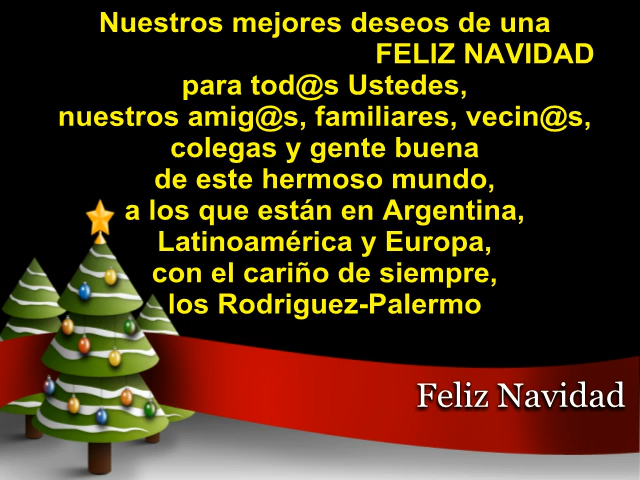 Nuestros mejores deseos de una
FELIZ NAVIDAD
para tod@s Ustedes,
nuestros amig@s, familiares, vecin@s,
colegas y gente buena
de este hermoso mundo,
a los que están en Argentina,
Latinoamérica y Europa,
con el cariño de siempre,
los Rodriguez-Palermo
Feliz Navidad